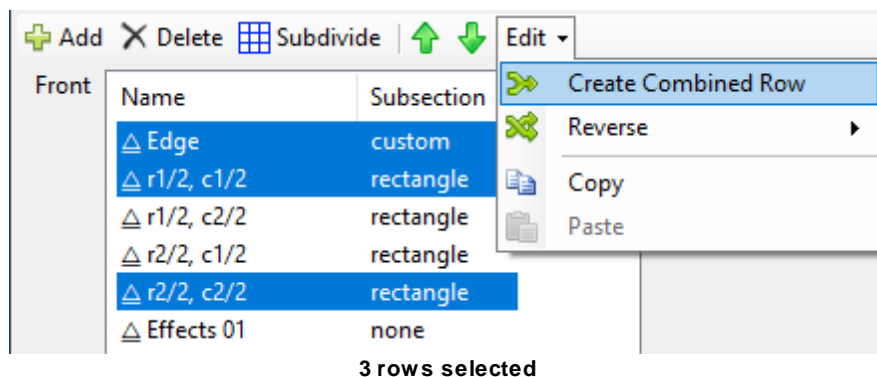 Add Delete Subdivide Edit
Front
Name Subsection
Create Combined Row
Edge custom
Reverse
r1/2, c1/2 rectangle
Copy
r1/2, c2/2 rectangle
Paste
r2/2, c1/2 rectangle
r2/2, c2/2 rectangle
Effects 01 none
3 rows selected